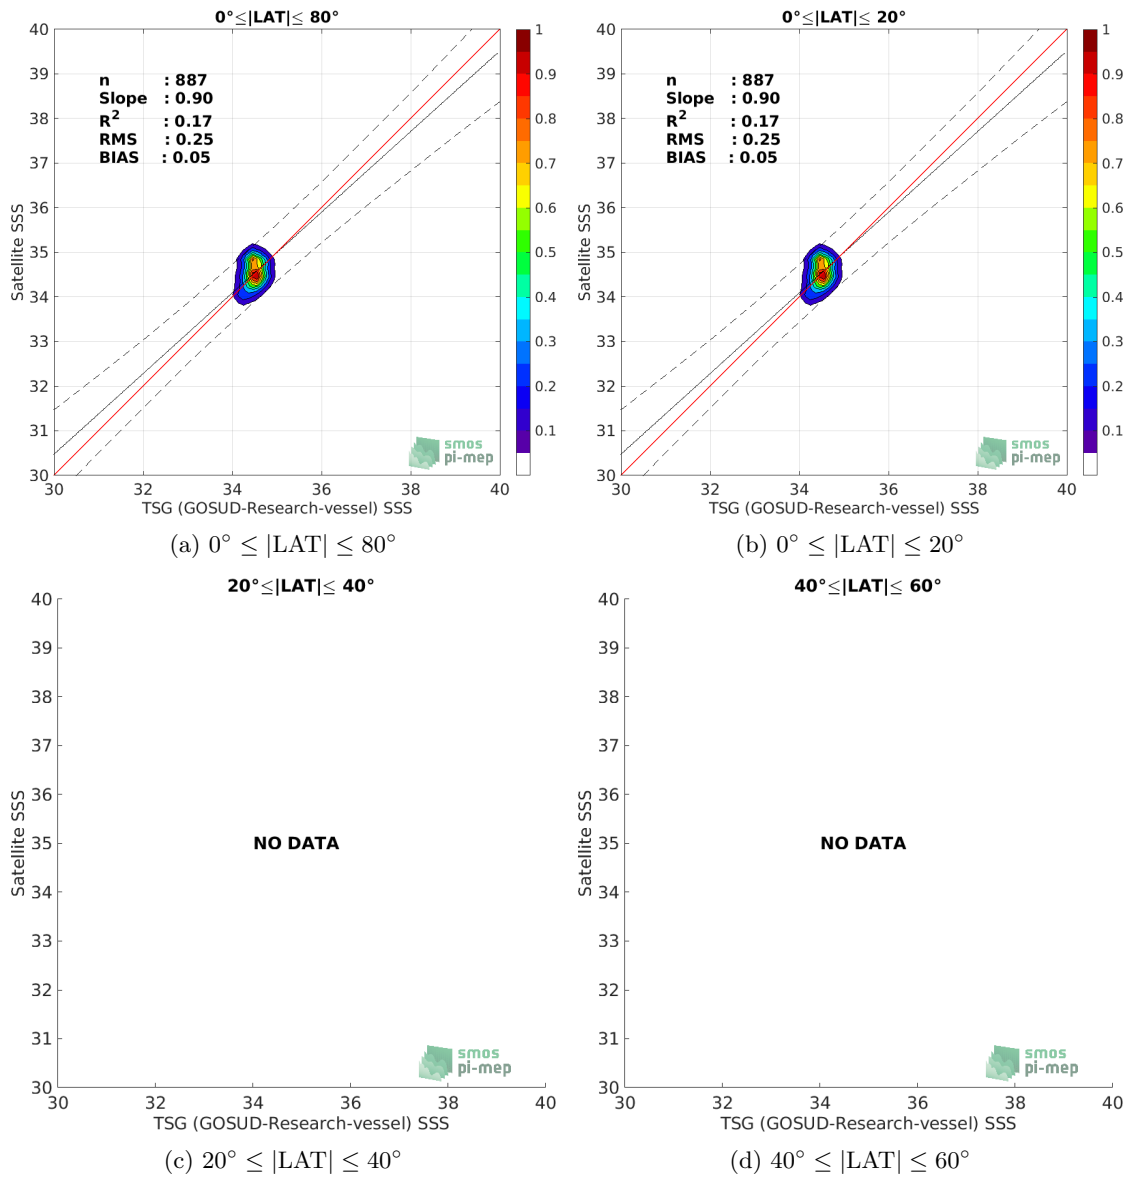 0°≤|LAT|≤ 80°
40
39
38
37
36
35
34
33
32
31
30
Satellite SSS
n : 887
Slope : 0.90
R2 : 0.17
RMS : 0.25
BIAS : 0.05
1
0.9
0.8
0.7
0.6
0.5
0.4
0.3
0.2
0.1
smos
pi-mep
30 32 34 36 38 40
TSG (GOSUD-Research-vessel) SSS
(a) 0° ≤ |LAT| ≤ 80°
0°≤|LAT|≤ 20°
40
39
38
37
36
35
34
33
32
31
30
Satellite SSS
n : 887
Slope : 0.90
R2 : 0.17
RMS : 0.25
BIAS : 0.05
1
0.9
0.8
0.7
0.6
0.5
0.4
0.3
0.2
0.1
smos
pi-mep
30 32 34 36 38 40
TSG (GOSUD-Research-vessel) SSS
(b) 0° ≤ |LAT| ≤ 20°
20°≤|LAT|≤ 40°
40
39
38
37
36
35
34
33
32
31
30
Satellite SSS
NO DATA
smos
pi-mep
30 32 34 36 38 40
TSG (GOSUD-Research-vessel) SSS
(c) 20° ≤ |LAT| ≤ 40°
40°≤|LAT|≤ 60°
40
39
38
37
36
35
34
33
32
31
30
Satellite SSS
NO DATA
smos
pi-mep
30 32 34 36 38 40
TSG (GOSUD-Research-vessel) SSS
(d) 40° ≤ |LAT| ≤ 60°